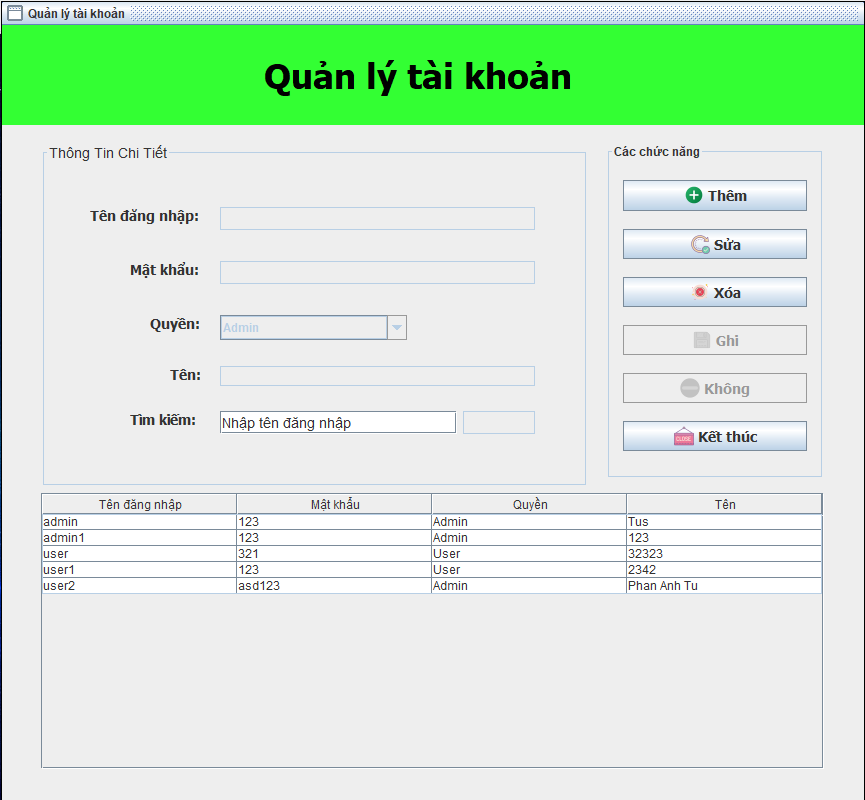 Quản lý tài khoản
Quản lý tài khoản
Thông Tin Chi Tiết
Tên đăng nhập:
Mật khẩu:
Quyền: Admin
Tên:
Tìm kiếm: Nhập tên đăng nhập
Các chức năng
Thêm
Sửa
Xóa
Ghi
Không
CLOSE Kết thúc
Tên đăng nhập Mật khẩu Quyền Tên
admin 123 Admin Tus
admin1 123 Admin 123
user 321 User 32323
user1 123 User 2342
user2 asd123 Admin Phan Anh Tu